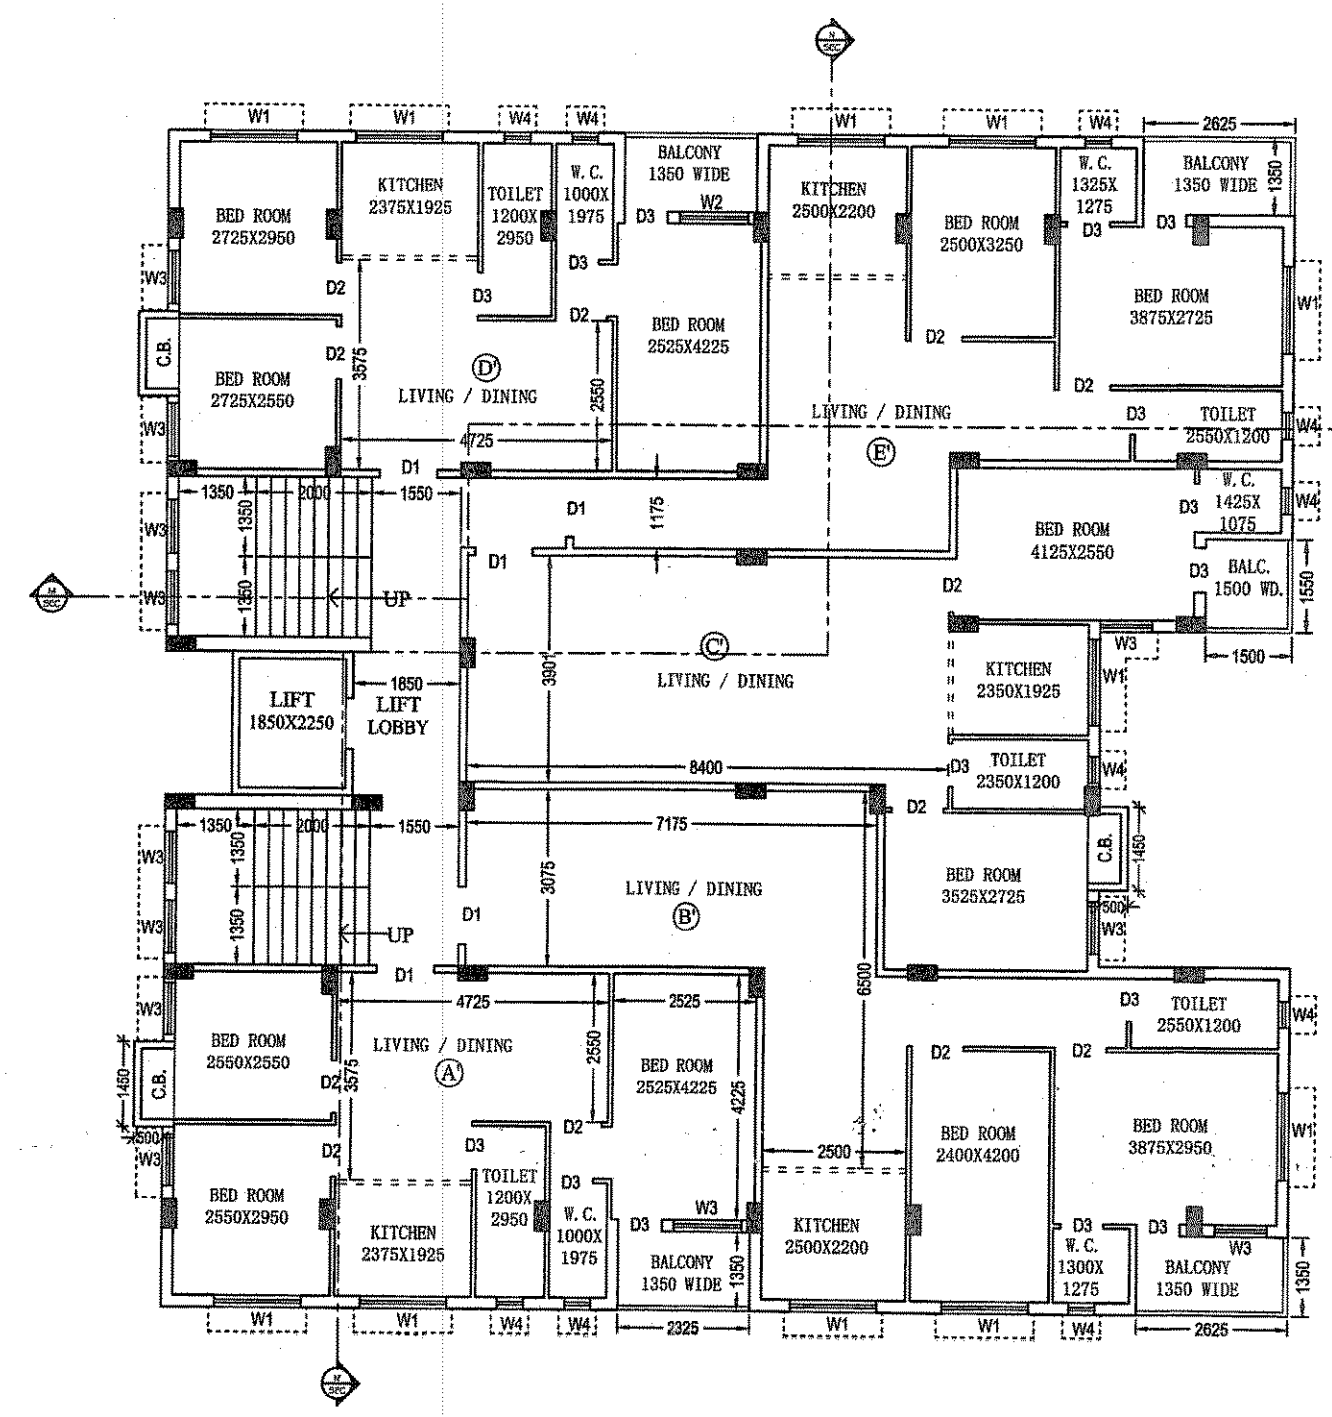 N
SEC
W1
W1
W4
W4
W1
W1
W4
2625
BED ROOM
2725X2950
KITCHEN
2375X1925
TOILET
1200X
2950
W. C.
1000X
1975
BALCONY
1350 WIDE
D3
W2
KITCHEN
2500X2200
BED ROOM
2500X3250
W. C.
1325X
1275
D3
BALCONY
1350 WIDE
1350
D3
W3
D2
D3
D3
D2
BED ROOM
2525X4225
BED ROOM
3875X2725
W1
C.B.
D2
3575
D'
LIVING / DINING
2550
4725
D2
D2
BED ROOM
2725X2550
W3
LIVING / DINING
E'
D3
TOILET
2550X1200
W4
D1
1350
2000
1550
1350
1350
W3
W3
UP
D1
D1
1175
BED ROOM
4125X2550
D3
W. C.
1425X
1075
W4
D2
D3
BALC.
1500 WD.
1550
1500
W3
SEC
3901
C'
LIVING / DINING
KITCHEN
2350X1925
W1
LIFT
1850X2250
1850
LIFT
LOBBY
8400
D3
TOILET
2350X1200
W4
D2
1350
2000
1550
1350
1350
W3
W3
UP
7175
3075
LIVING / DINING
B'
D1
BED ROOM
3525X2725
C.B.
1450
500
W3
D1
W3
4725
2525
6500
D3
TOILET
2550X1200
W4
BED ROOM
2550X2550
C.B.
1450
500
W3
D2
3575
LIVING / DINING
A'
2550
BED ROOM
2525X4225
4225
D2
D2
D2
D3
D2
D3
2500
BED ROOM
2400X4200
BED ROOM
3875X2950
W1
BED ROOM
2550X2950
KITCHEN
2375X1925
TOILET
1200X
2950
W. C.
1000X
1975
D3
W3
BALCONY
1350 WIDE
1350
KITCHEN
2500X2200
D3
W. C.
1300X
1275
D3
W3
BALCONY
1350 WIDE
1350
W1
W1
W4
W4
2325
W1
W1
W4
2625
SEC